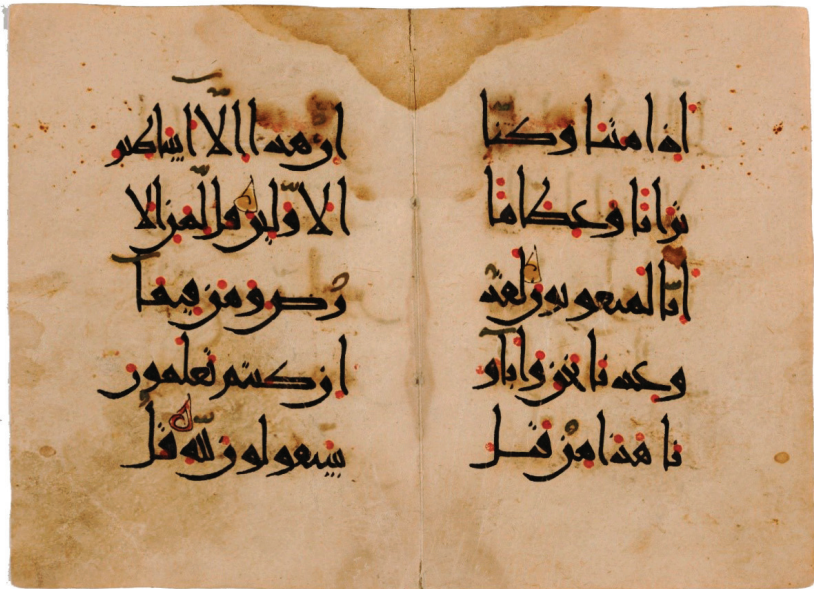 اذا متنا وكنا
ترابا وعظاما
انا لمبعوثون لقد
وعدنا نحن واباو
نا هذا من قبل
ان هذا الا اساطير
الاولين قل لمن الا
رض ومن فيها
ان كنتم تعلمون
سيقولون لله قل